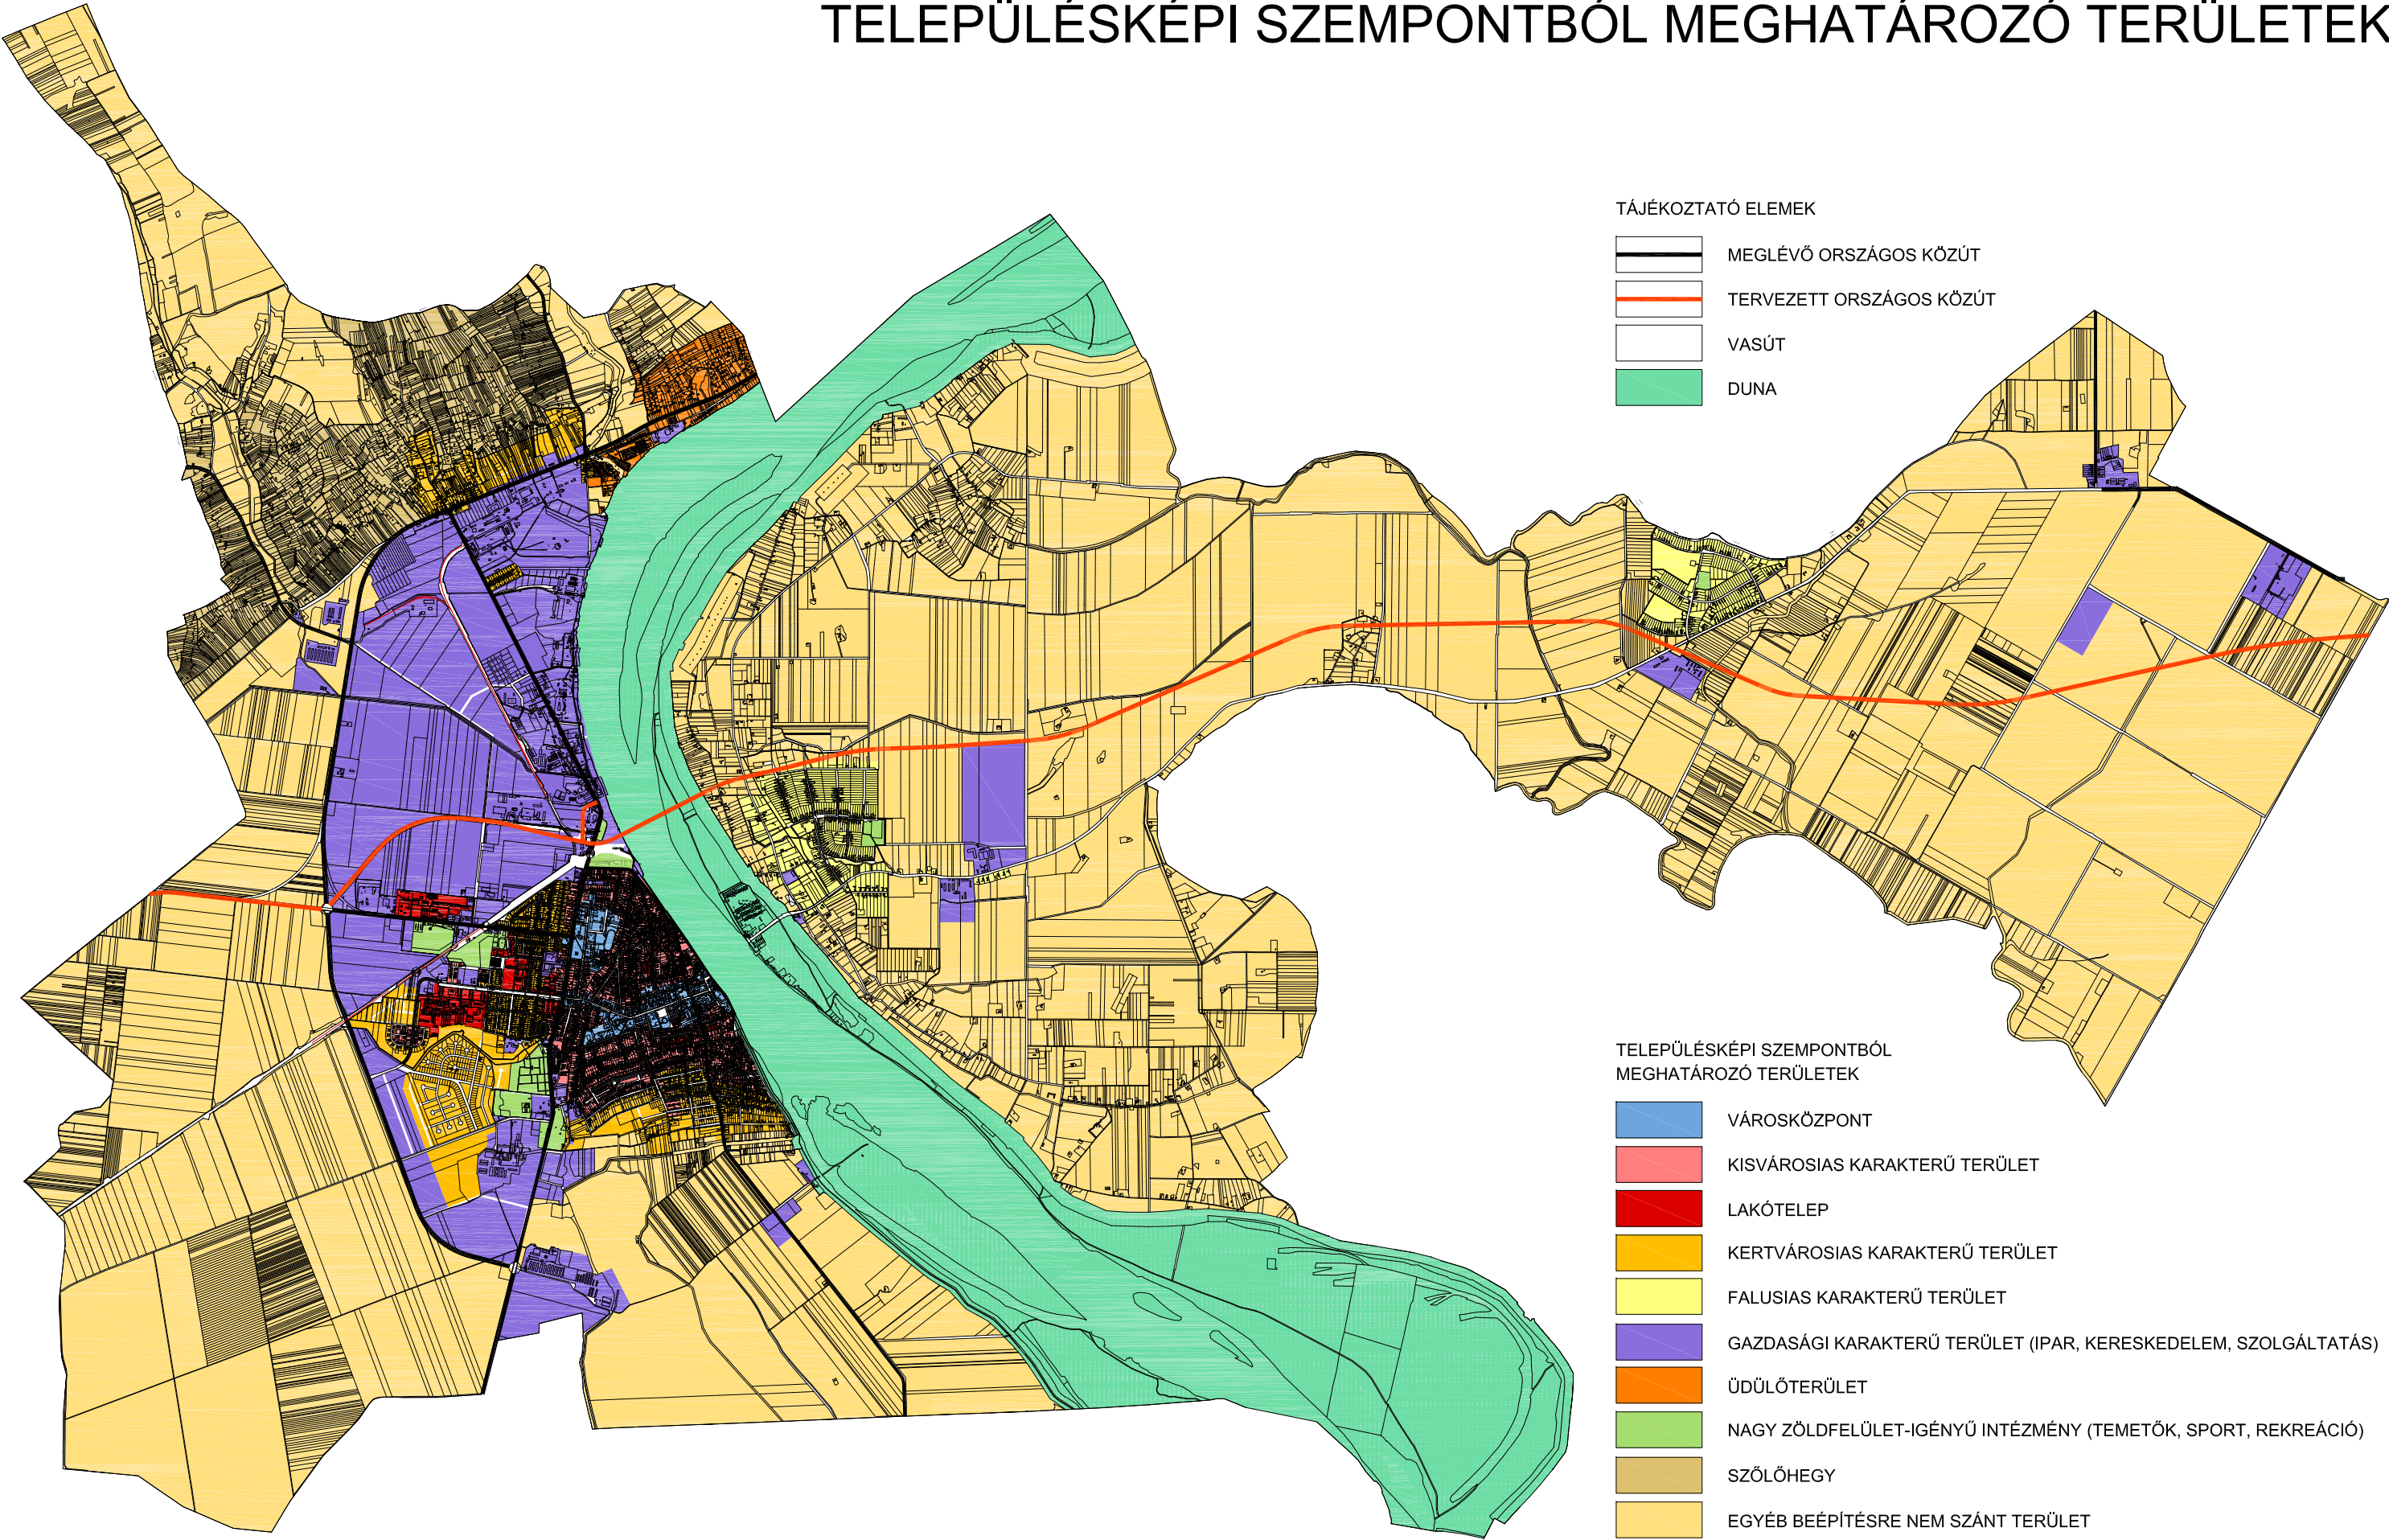 TELEPÜLÉSKÉPI SZEMPONTBÓL MEGHATÁROZÓ TERÜLETEK
TÁJÉKOZTATÓ ELEMEK
MEGLÉVŐ ORSZÁGOS KÖZÚT
TERVEZETT ORSZÁGOS KÖZÚT
VASÚT
DUNA
TELEPÜLÉSKÉPI SZEMPONTBÓL
MEGHATÁROZÓ TERÜLETEK
VÁROSKÖZPONT
KISVÁROSIAS KARAKTERŰ TERÜLET
LAKÓTELEP
KERTVÁROSIAS KARAKTERŰ TERÜLET
FALUSIAS KARAKTERŰ TERÜLET
GAZDASÁGI KARAKTERŰ TERÜLET (IPAR, KERESKEDELEM, SZOLGÁLTATÁS)
ÜDÜLŐTERÜLET
NAGY ZÖLDFELÜLET-IGÉNYŰ INTÉZMÉNY (TEMETŐK, SPORT, REKREÁCIÓ)
SZŐLŐHEGY
EGYÉB BEÉPÍTÉSRE NEM SZÁNT TERÜLET